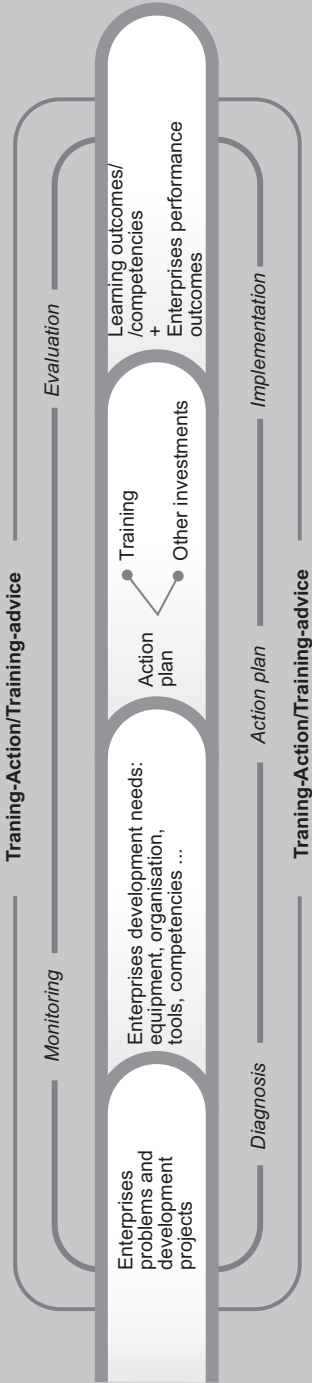 Traning-Action/Training-advice
Monitoring
Evaluation
Enterprises
problems and
development
projects
Enterprises development needs:
equipment, organisation,
tools, competencies ...
Action
plan
Training
Other investments
Learning outcomes/
/competencies
+
Enterprises performance
outcomes
Diagnosis
Action plan
Implementation
Traning-Action/Training-advice